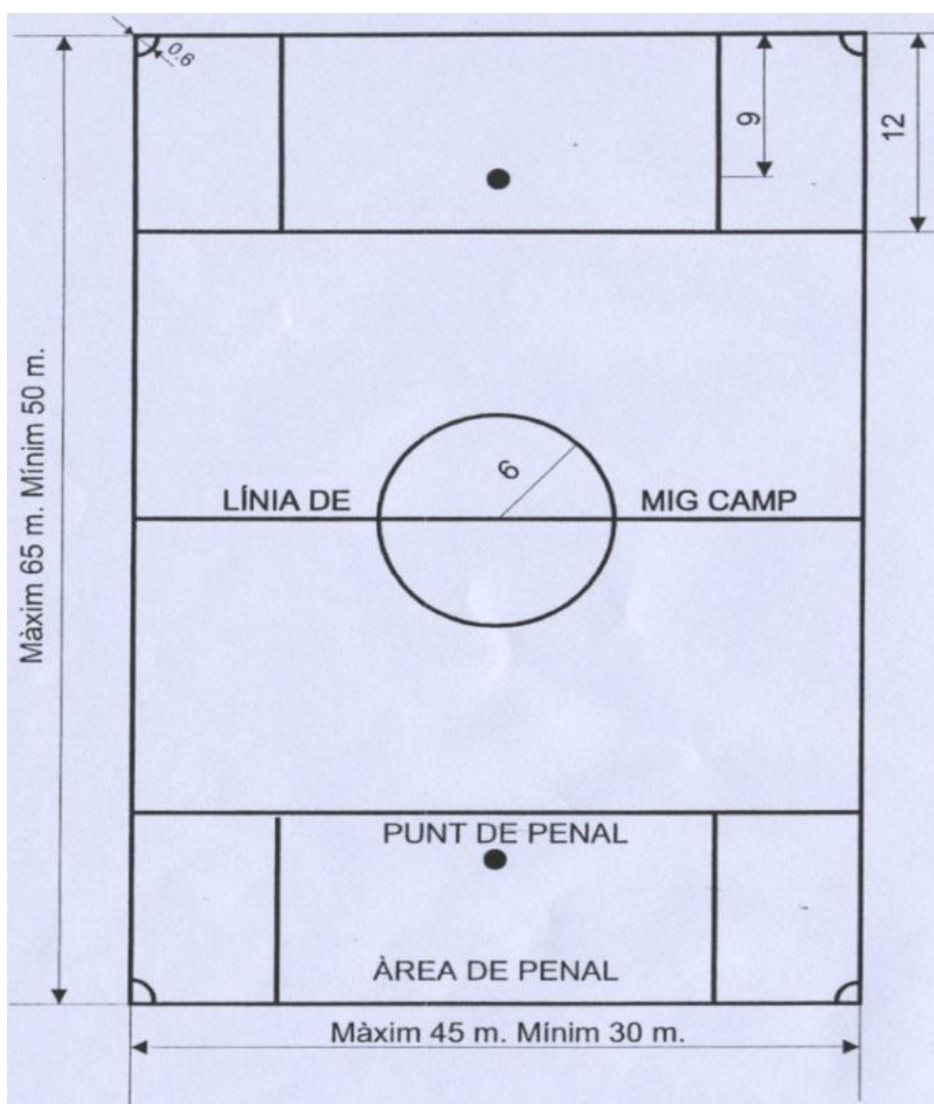 0.6
9
12
6
LÍNIA DE MIG CAMP
Màxim 65 m. Mínim 50 m.
PUNT DE PENAL
ÀREA DE PENAL
Màxim 45 m. Mínim 30 m.